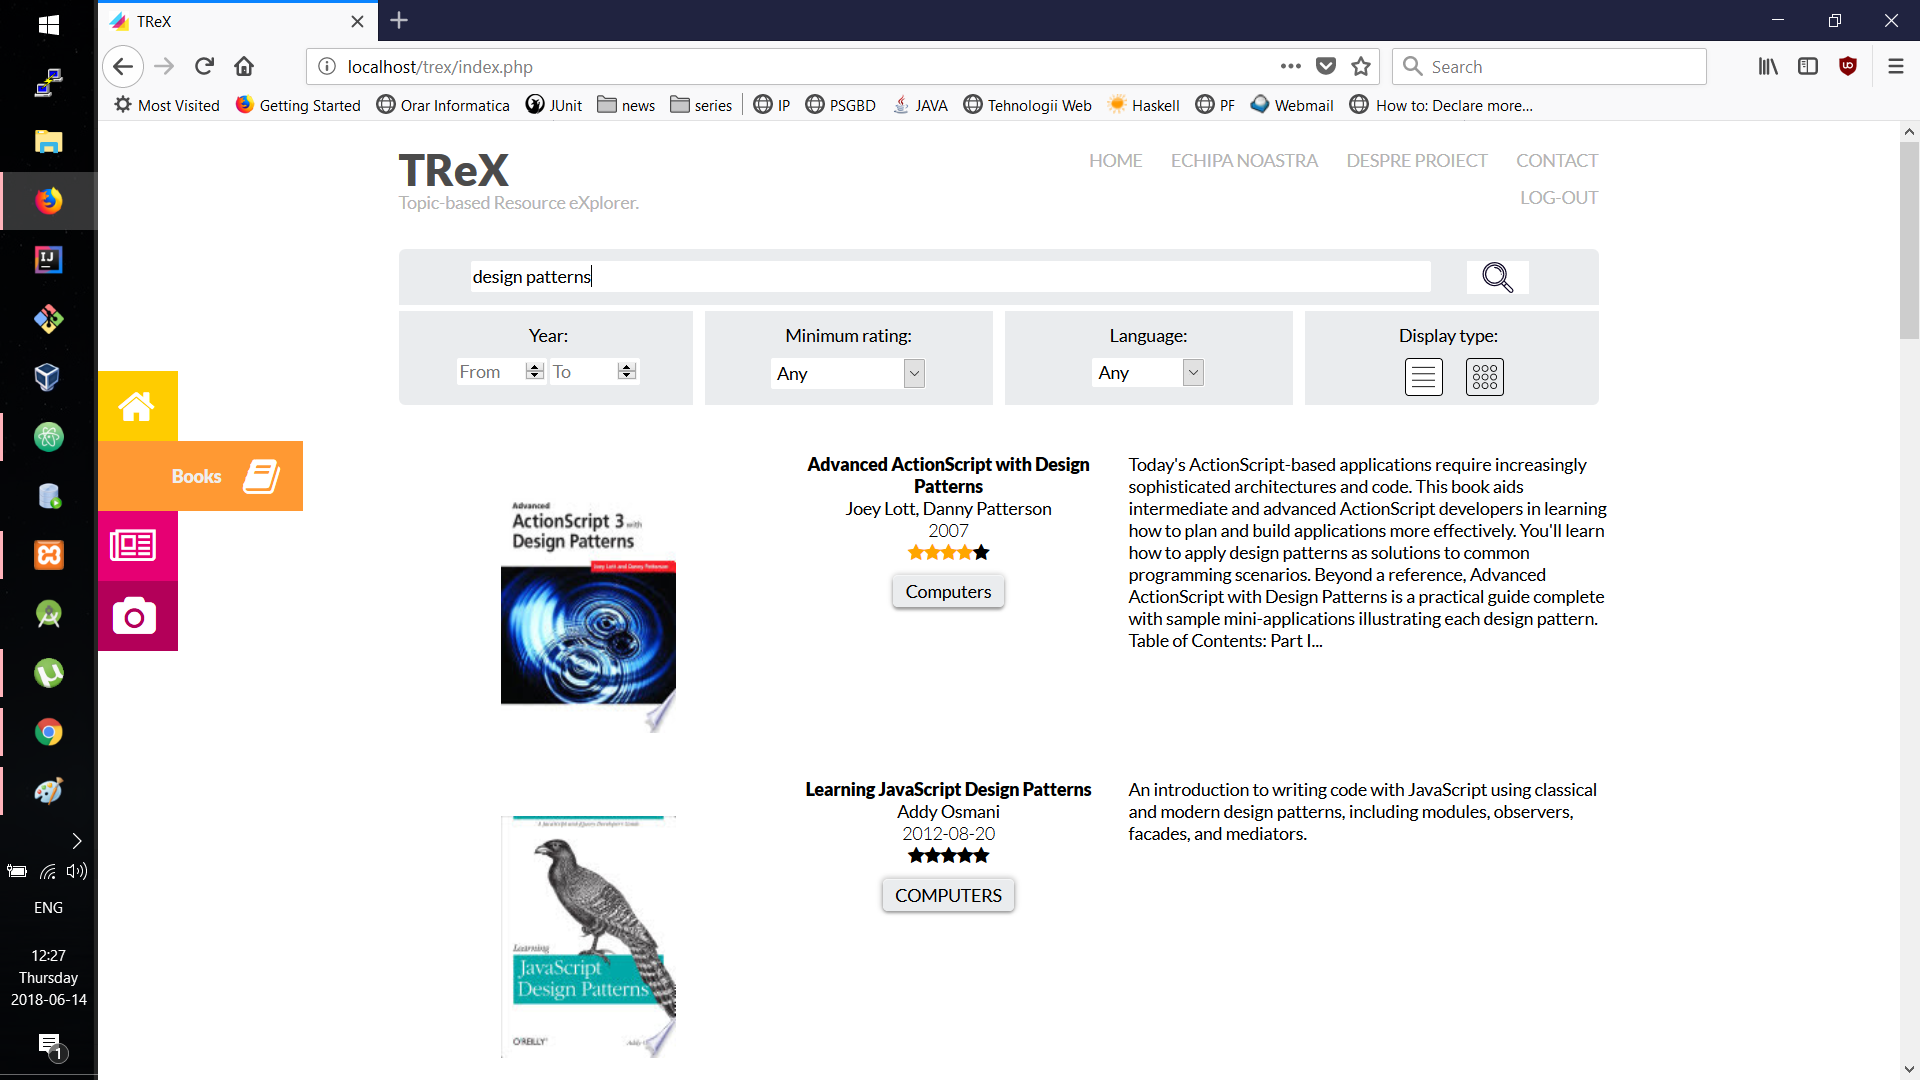 TReX
localhost/trex/index.php
Search
Most Visited
Getting Started
Orar Informatica
JUnit
news
series
IP
PSGBD
JAVA
Tehnologii Web
Haskell
PF
Webmail
How to: Declare more...
TReX
Topic-based Resource eXplorer.
HOME
ECHIPA NOASTRA
DESPRE PROIECT
CONTACT
LOG-OUT
design patterns
Year:
From
To
Minimum rating:
Any
Language:
Any
Display type:
Books
Advanced
ActionScript 3 with
Design Patterns
Joey Lott and Danny Patterson
Advanced ActionScript with Design
Patterns
Joey Lott, Danny Patterson
2007
Computers
Today's ActionScript-based applications require increasingly
sophisticated architectures and code. This book aids
intermediate and advanced ActionScript developers in learning
how to plan and build applications more effectively. You'll learn
how to apply design patterns as solutions to common
programming scenarios. Beyond a reference, Advanced
ActionScript with Design Patterns is a practical guide complete
with sample mini-applications illustrating each design pattern.
Table of Contents: Part I...
Learning
JavaScript
Design Patterns
O'REILLY
Learning JavaScript Design Patterns
Addy Osmani
2012-08-20
COMPUTERS
An introduction to writing code with JavaScript using classical
and modern design patterns, including modules, observers,
facades, and mediators.
IJ
ENG
12:27
Thursday
2018-06-14
1